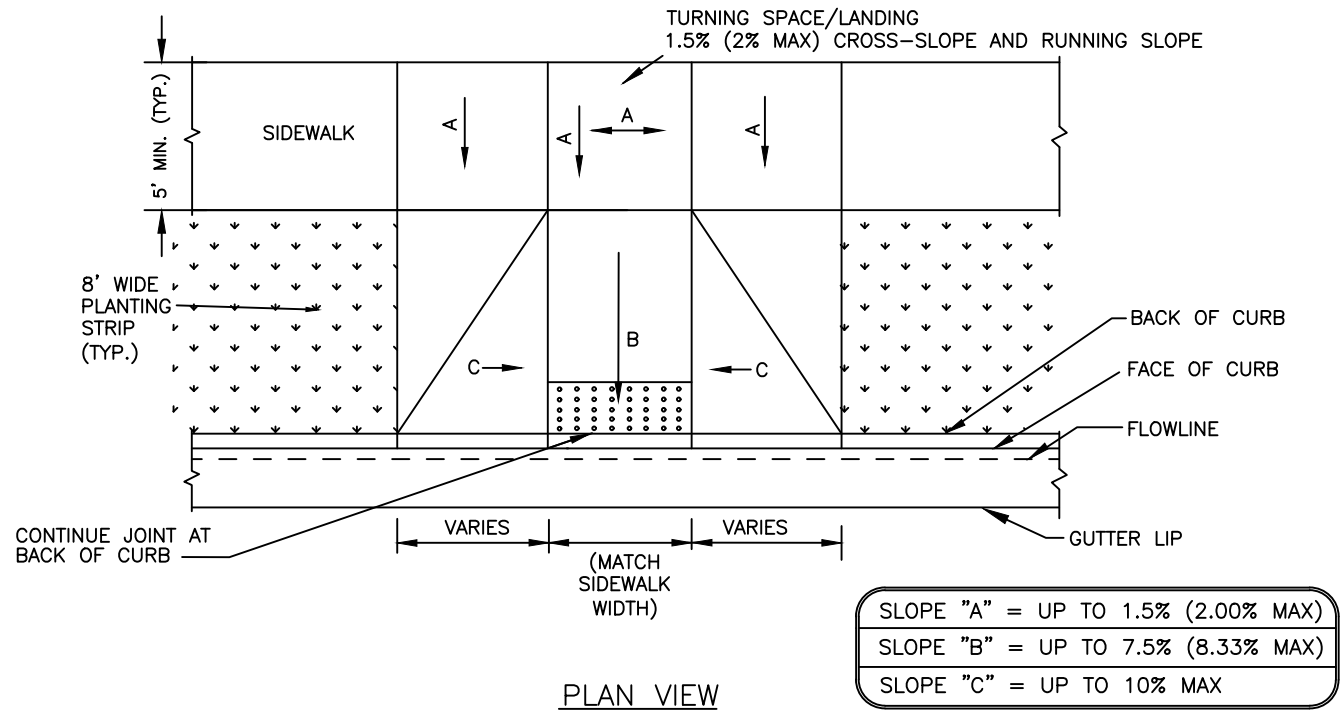 TURNING SPACE/LANDING
1.5% (2% MAX) CROSS-SLOPE AND RUNNING SLOPE
5' MIN. (TYP.)
SIDEWALK
A
A
A
A
8' WIDE
PLANTING
STRIP
(TYP.)
B
C
C
BACK OF CURB
FACE OF CURB
FLOWLINE
CONTINUE JOINT AT
BACK OF CURB
VARIES
VARIES
(MATCH
SIDEWALK
WIDTH)
GUTTER LIP
SLOPE "A" = UP TO 1.5% (2.00% MAX)
SLOPE "B" = UP TO 7.5% (8.33% MAX)
SLOPE "C" = UP TO 10% MAX
PLAN VIEW